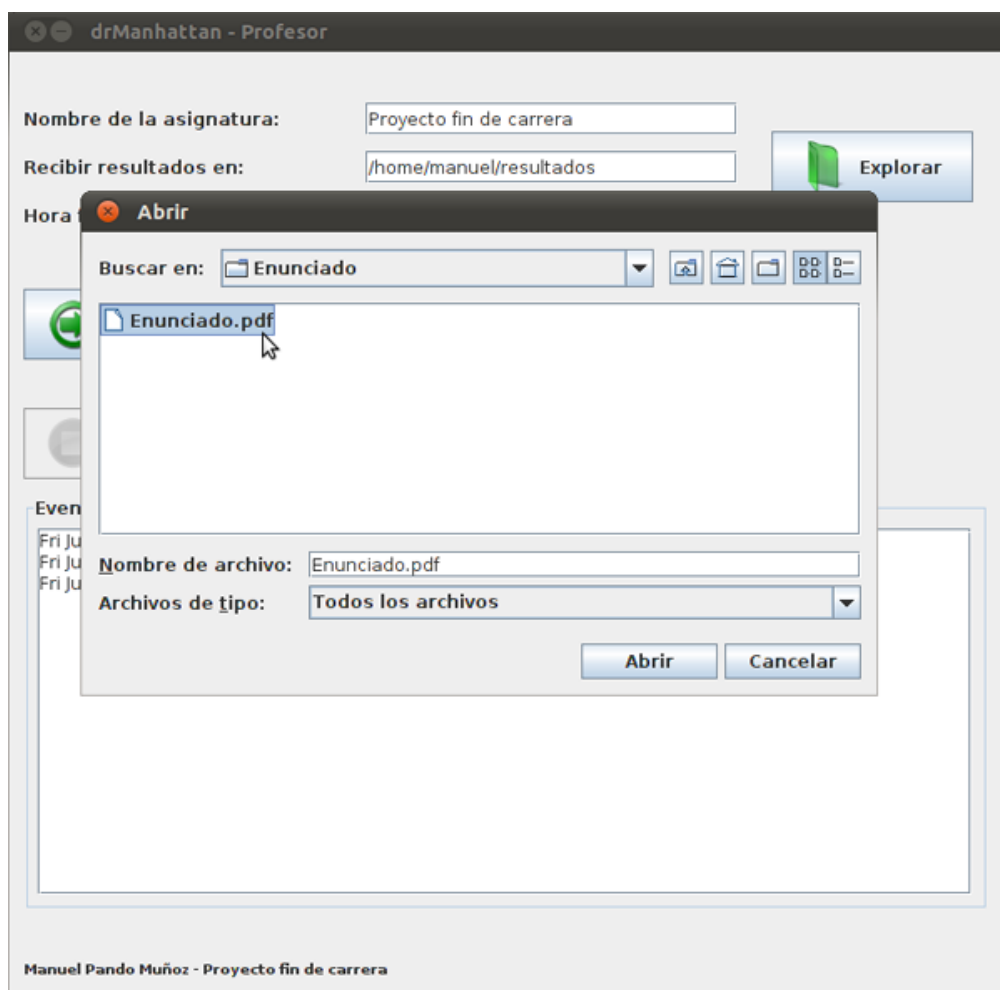 drManhattan - Profesor
Nombre de la asignatura: Proyecto fin de carrera
Recibir resultados en: /home/manuel/resultados
Explorar
Hora
Abrir
Buscar en: Enunciado
Enunciado.pdf
Even
Fri Ju
Fri Ju
Fri Ju
Nombre de archivo: Enunciado.pdf
Archivos de tipo: Todos los archivos
Abrir Cancelar
Manuel Pando Muñoz - Proyecto fin de carrera